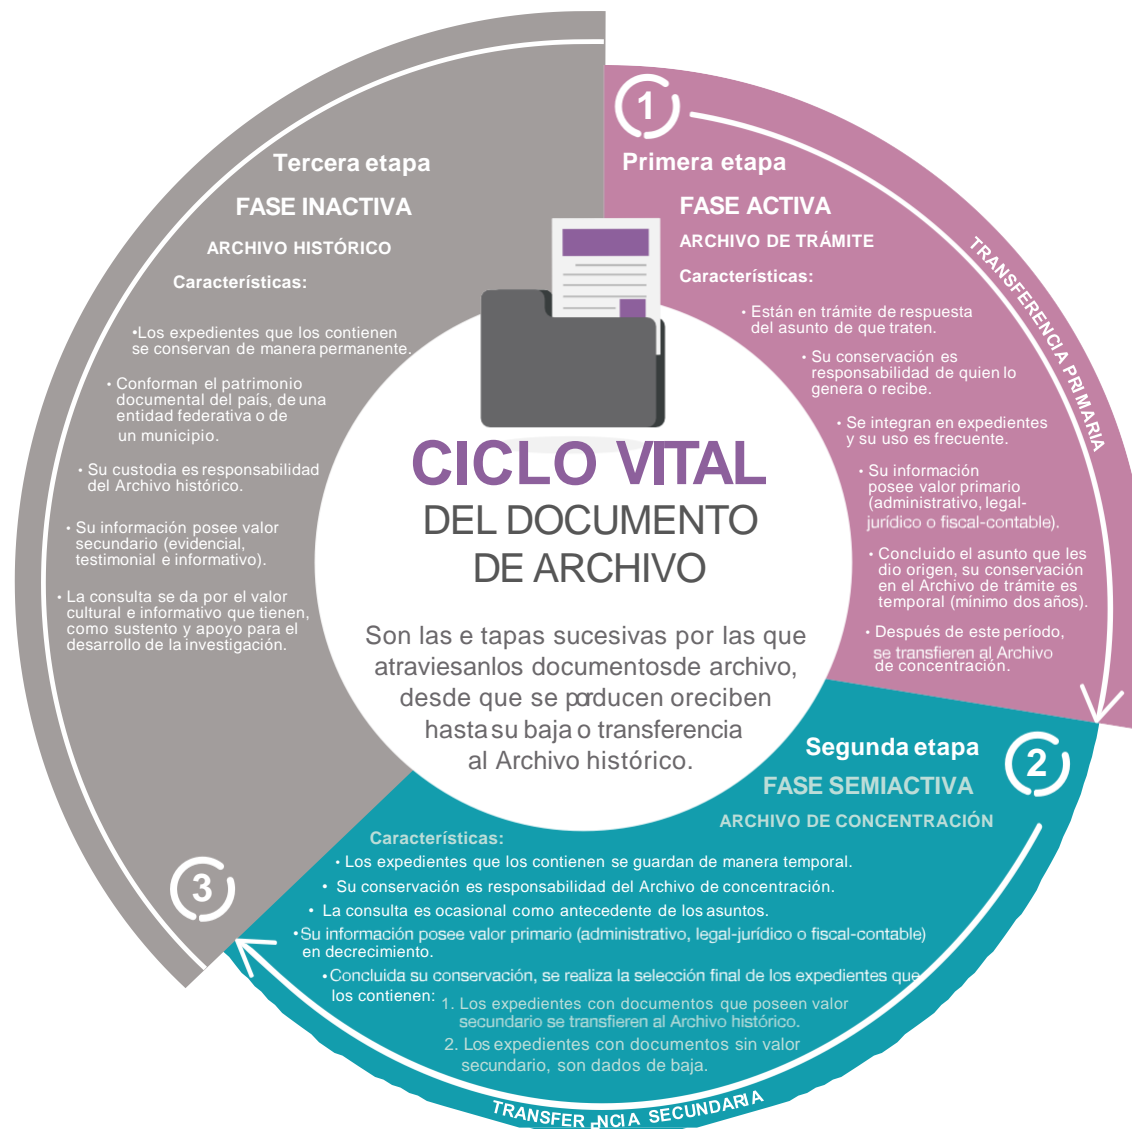 CICLO VITAL
DEL DOCUMENTO
DE ARCHIVO
Son las e tapas sucesivas por las que
atraviesanlos documentosde archivo,
desde que se porducen oreciben
hasta su baja o transferencia
al Archivo histórico.
1
Primera etapa
FASE ACTIVA
ARCHIVO DE TRÁMITE
Características:
• Están en trámite de respuesta
del asunto de que traten.
• Su conservación es
responsabilidad de quien lo
genera o recibe.
• Se integran en expedientes
y su uso es frecuente.
• Su información
posee valor primario
(administrativo, legal-
jurídico o fiscal-contable).
• Concluido el asunto que les
dio origen, su conservación
en el Archivo de trámite es
temporal (mínimo dos años).
• Después de este período,
se transfieren al Archivo
de concentración.
TRANSFERENCIA PRIMARIA
Segunda etapa
2
FASE SEMIACTIVA
ARCHIVO DE CONCENTRACIÓN
Características:
• Los expedientes que los contienen se guardan de manera temporal.
• Su conservación es responsabilidad del Archivo de concentración.
• La consulta es ocasional como antecedente de los asuntos.
•Su información posee valor primario (administrativo, legal-jurídico o fiscal-contable)
en decrecimiento.
•Concluida su conservación, se realiza la selección final de los expedientes que
los contienen:
1. Los expedientes con documentos que poseen valor
secundario se transfieren al Archivo histórico.
2. Los expedientes con documentos sin valor
secundario, son dados de baja.
TRANSFERENCIA SECUNDARIA
Tercera etapa
FASE INACTIVA
ARCHIVO HISTÓRICO
Características:
•Los expedientes que los contienen
se conservan de manera permanente.
• Conforman el patrimonio
documental del país, de una
entidad federativa o de
un municipio.
• Su custodia es responsabilidad
del Archivo histórico.
• Su información posee valor
secundario (evidencial,
testimonial e informativo).
• La consulta se da por el valor
cultural e informativo que tienen,
como sustento y apoyo para el
desarrollo de la investigación.
3